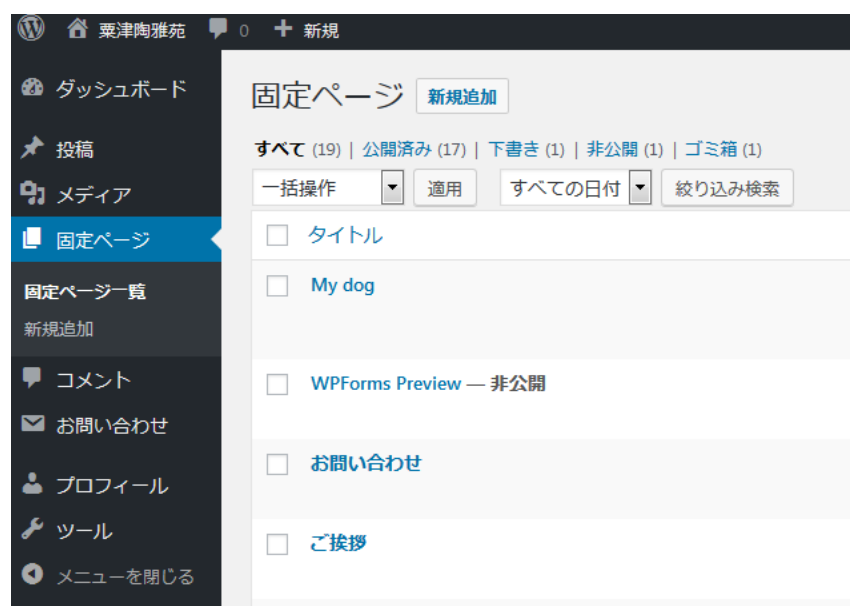 粟津陶雅苑 0 新規
ダッシュボード
投稿
メディア
固定ページ
固定ページ一覧
新規追加
コメント
お問い合わせ
プロフィール
ツール
メニューを閉じる
固定ページ 新規追加
すべて (19) | 公開済み (17) | 下書き (1) | 非公開 (1) | ゴミ箱 (1)
一括操作 適用 すべての日付 絞り込み検索
タイトル
My dog
WPForms Preview — 非公開
お問い合わせ
ご挨拶